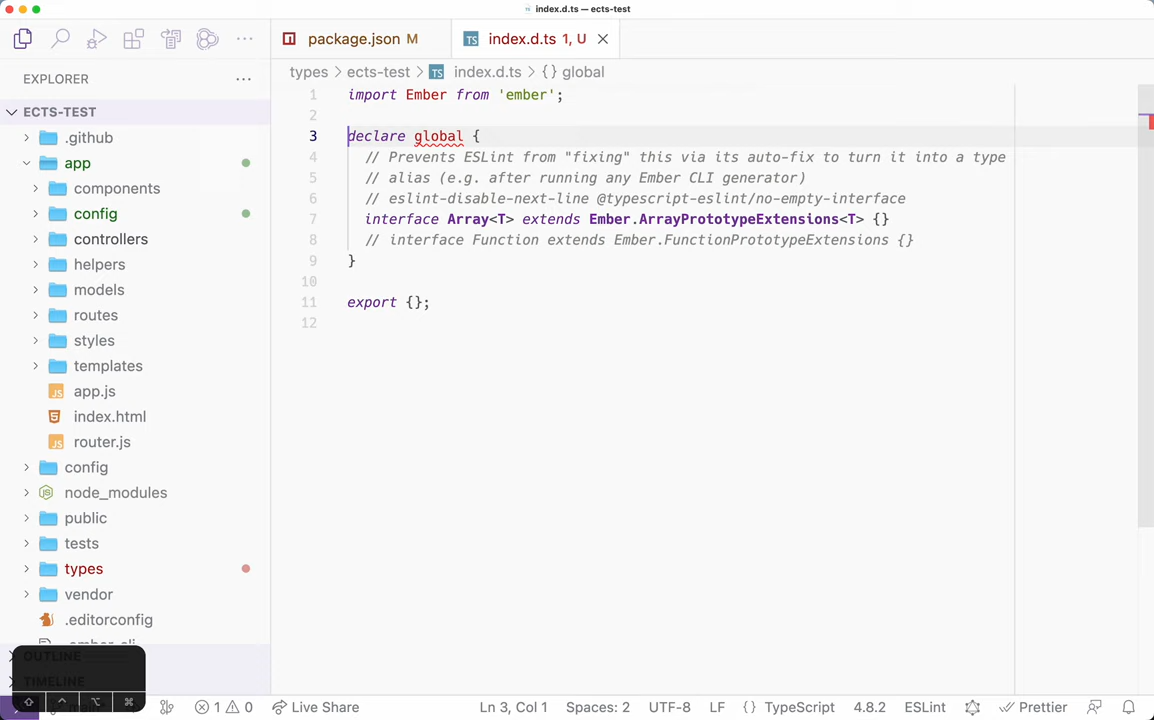 index.d.ts — ects-test
package.json M
TS index.d.ts 1, U
EXPLORER
types > ects-test > TS index.d.ts > {} global
ECTS-TEST
.github
app
components
config
controllers
helpers
models
routes
styles
templates
JS app.js
index.html
JS router.js
config
node_modules
public
tests
types
vendor
.editorconfig
OUTLINE
TIMELINE
1 import Ember from 'ember';
2
3 declare global {
4 // Prevents ESLint from "fixing" this via its auto-fix to turn it into a type
5 // alias (e.g. after running any Ember CLI generator)
6 // eslint-disable-next-line @typescript-eslint/no-empty-interface
7 interface Array<T> extends Ember.ArrayPrototypeExtensions<T> {}
8 // interface Function extends Ember.FunctionPrototypeExtensions {}
9 }
10
11 export {};
12
1 0 Live Share
Ln 3, Col 1 Spaces: 2 UTF-8 LF {} TypeScript 4.8.2 ESLint Prettier